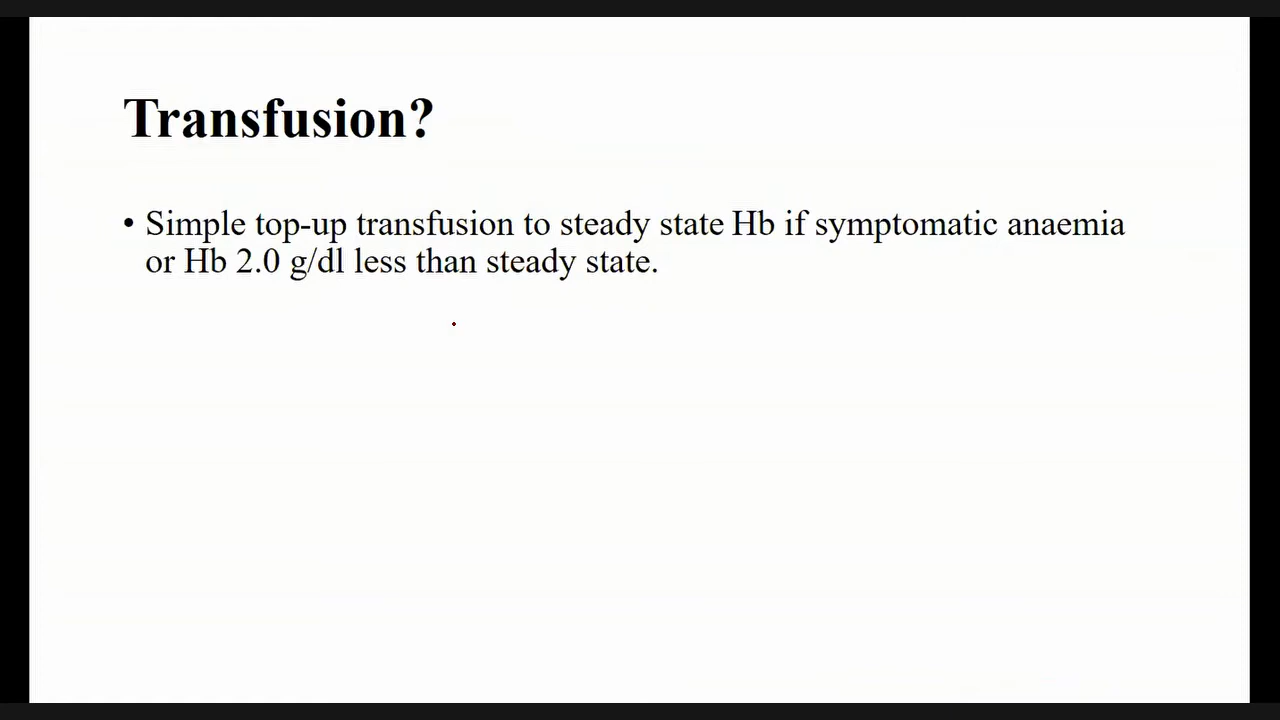 Transfusion?
• Simple top-up transfusion to steady state Hb if symptomatic anaemia
or Hb 2.0 g/dl less than steady state.